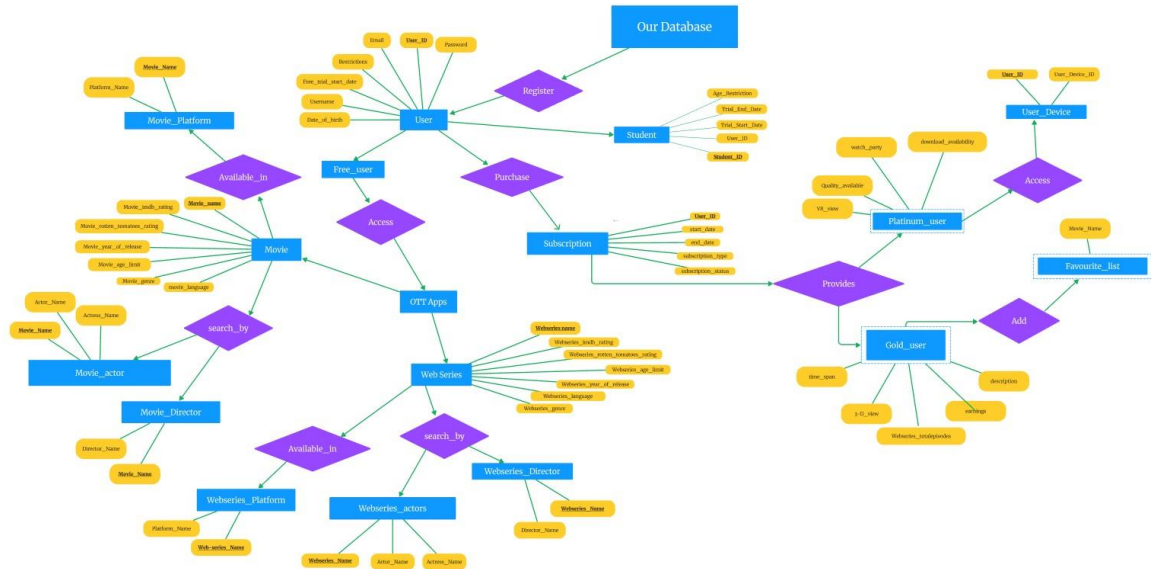 Our Database
Register
Email
User_ID
Password
Restrictions
Free_trial_start_date
Username
Date_of_birth
User
Student
Age_Restriction
Trial_End_Date
Trial_Start_Date
User_ID
Student_ID
Movie_Name
Platform_Name
Movie_Platform
Available_in
Free_user
Access
Purchase
Movie_imdb_rating
Movie_name
Movie_rotten_tomatoes_rating
Movie_year_of_release
Movie_age_limit
Movie_genre
movie_language
Movie
Subscription
...
User_ID
start_date
end_date
subscription_type
subscription_status
User_ID
User_Device_ID
User_Device
Access
watch_party
download_availability
Quality_available
VR_view
Platinum_user
Provides
Movie_Name
Favourite_list
Add
Gold_user
time_span
3-D_view
Webseries_totalepisodes
earnings
description
OTT Apps
search_by
Actor_Name
Actress_Name
Movie_Name
Movie_actor
Movie_Director
Director_Name
Movie_Name
Web Series
Webseries name
Webseries_imdb_rating
Webseries_rotten_tomatoes_rating
Webseries_age_limit
Webseries_year_of_release
Webseries_language
Webseries_genre
Available_in
search_by
Webseries_Platform
Platform_Name
Web-series_Name
Webseries_actors
Webseries_Name
Actor_Name
Actress_Name
Webseries_Director
Webseries_Name
Director_Name